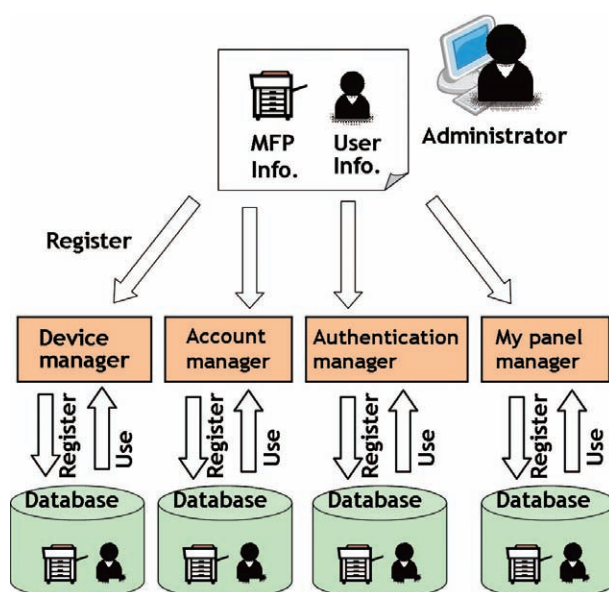 MFP Info.
User Info.
Administrator
Register
Device manager
Account manager
Authentication manager
My panel manager
Register
Use
Register
Use
Register
Use
Register
Use
Database
Database
Database
Database